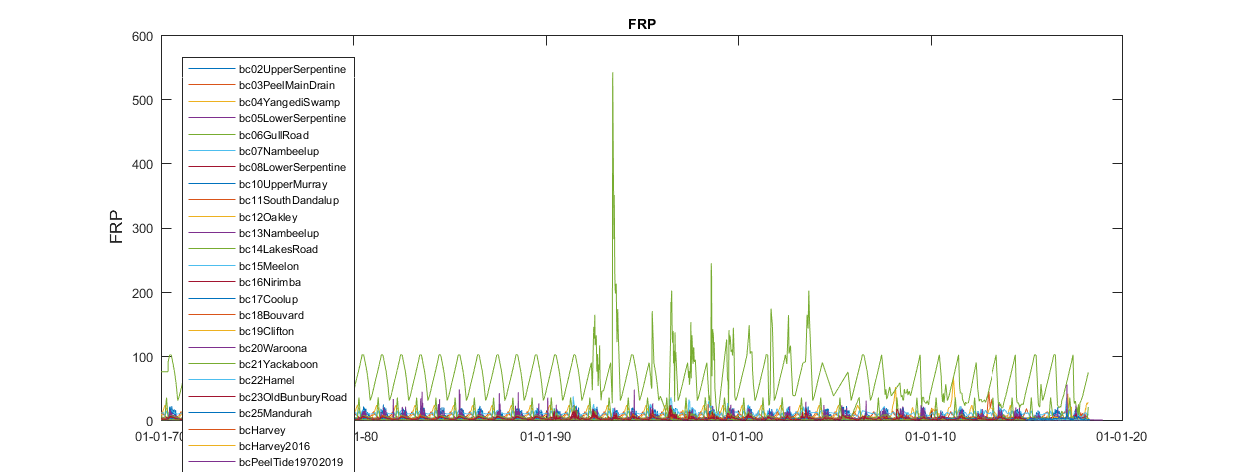 FRP
600
500
400
300
200
100
0
FRP
bc02UpperSerpentine
bc03PeelMainDrain
bc04YangediSwamp
bc05LowerSerpentine
bc06GullRoad
bc07Nambeelup
bc08LowerSerpentine
bc10UpperMurray
bc11SouthDandalup
bc12Oakley
bc13Nambeelup
bc14LakesRoad
bc15Meelon
bc16Nirimba
bc17Coolup
bc18Bouvard
bc19Clifton
bc20Waroona
bc21Yackaboon
bc22Hamel
bc23OldBunburyRoad
bc25Mandurah
bcHarvey
bcHarvey2016
bcPeelTide19702019
01-01-70 1-80 01-01-90 01-01-00 01-01-10 01-01-20